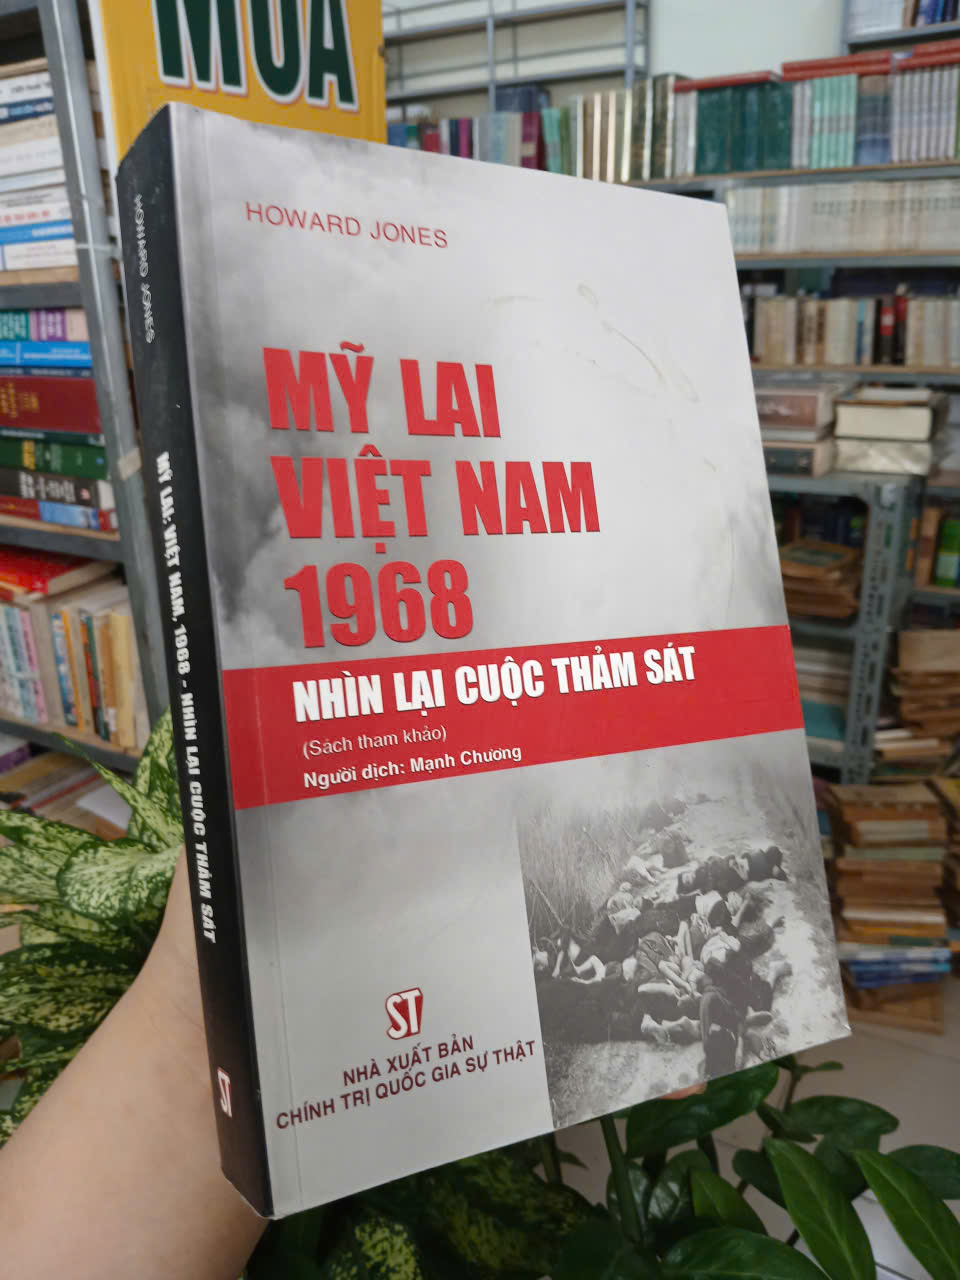 MUA
HOWARD JONES
MỸ LAI
VIỆT NAM
1968
NHÌN LẠI CUỘC THẢM SÁT
(Sách tham khảo)
Người dịch: Mạnh Chương
ST
NHÀ XUẤT BẢN
CHÍNH TRỊ QUỐC GIA SỰ THẬT
HOWARD JONES
MỸ LAI: VIỆT NAM, 1968 - NHÌN LẠI CUỘC THẢM SÁT
ST